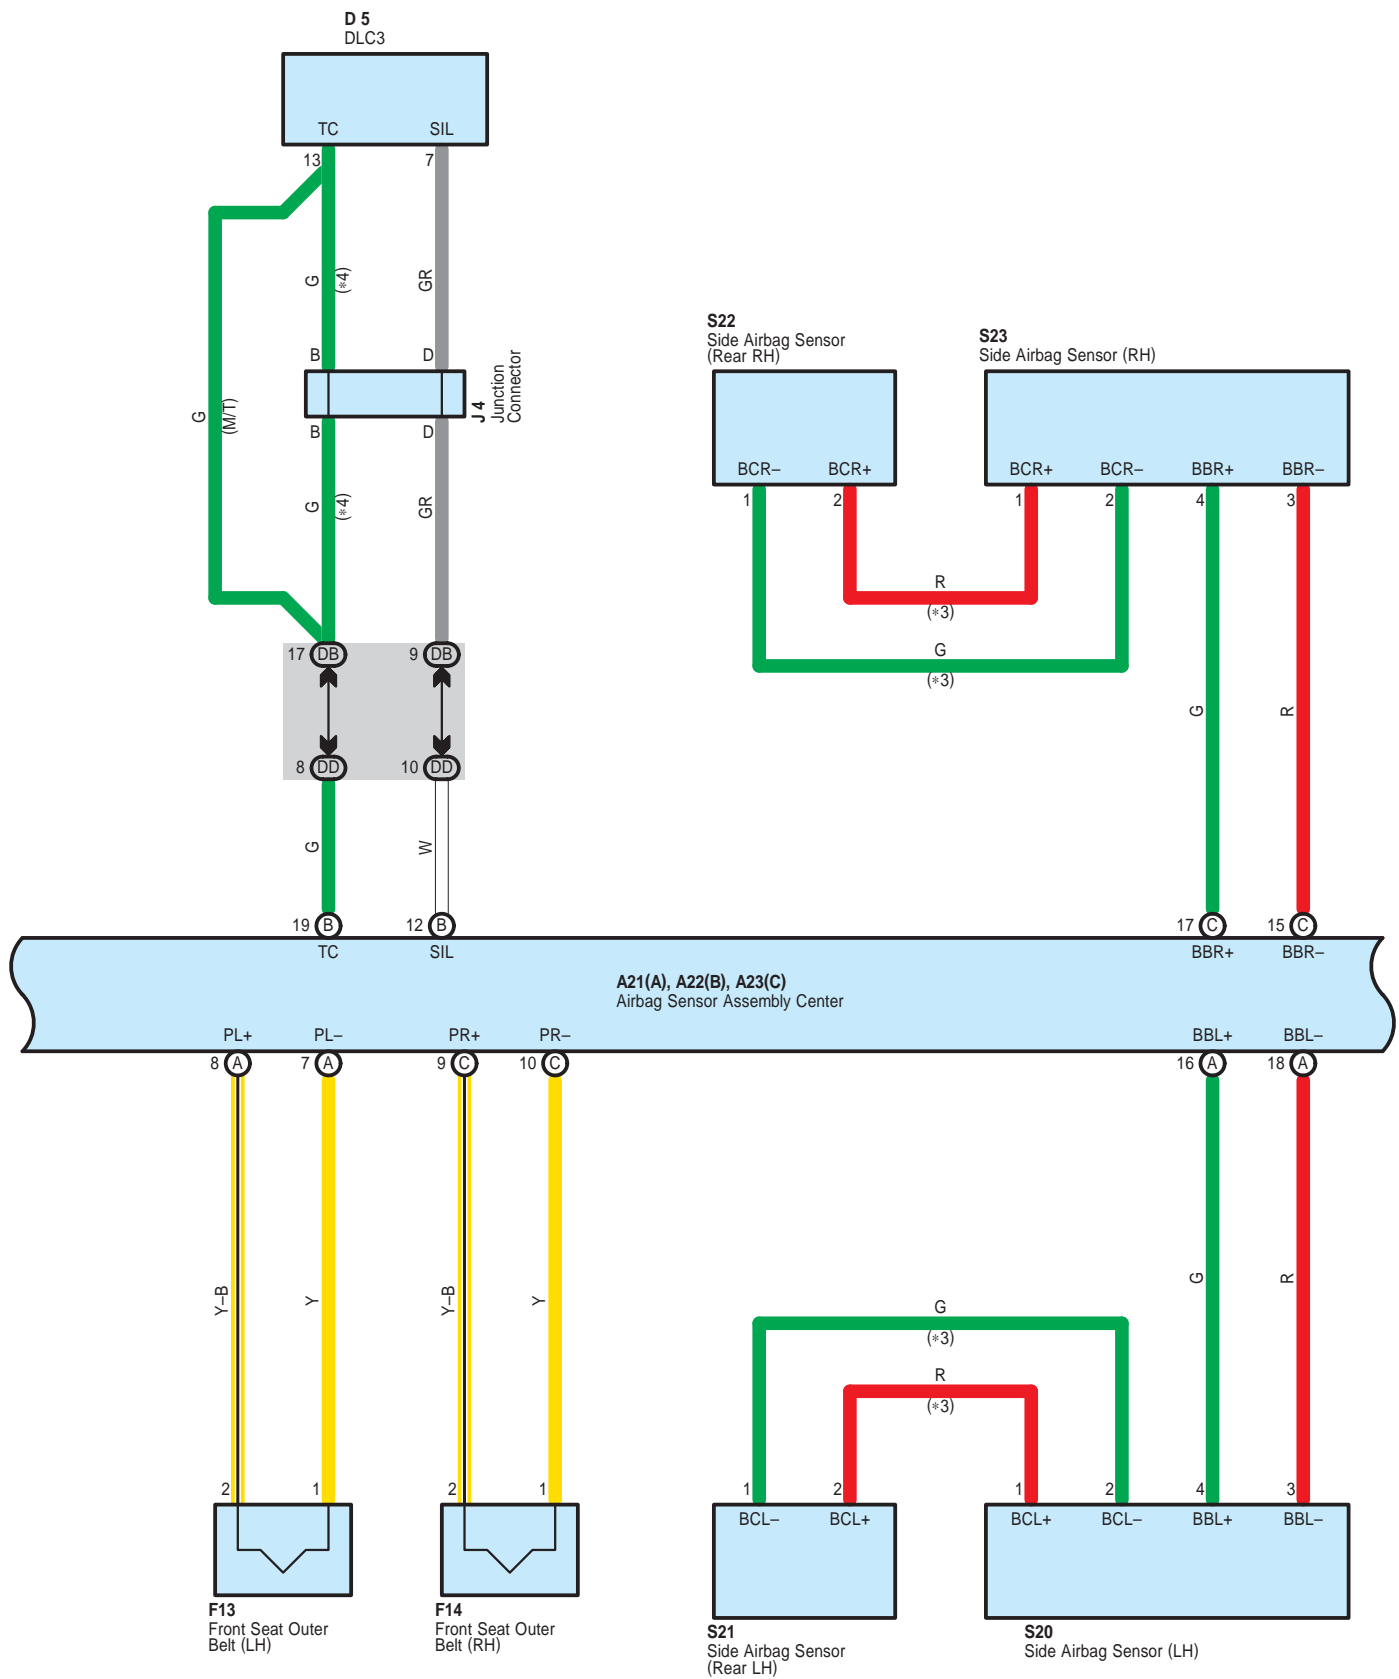 D 5
DLC3
TC SIL
13 7
G (*4) GR
B D
J 4 Junction Connector
G (M/T)
B D
G (*4) GR
17 DB 9 DB
8 DD 10 DD
G W
19 B 12 B
TC SIL
S22
Side Airbag Sensor
(Rear RH)
BCR– BCR+
1 2
S23
Side Airbag Sensor (RH)
BCR+ BCR– BBR+ BBR–
1 2 4 3
R
(*3)
G
(*3)
G R
17 C 15 C
BBR+ BBR–
A21(A), A22(B), A23(C)
Airbag Sensor Assembly Center
PL+ PL– PR+ PR– BBL+ BBL–
8 A 7 A 9 C 10 C 16 A 18 A
Y–B Y Y–B Y G R
G
(*3)
R
(*3)
2 1 2 1 1 2 1 2 4 3
BCL– BCL+ BCL+ BCL– BBL+ BBL–
F13
Front Seat Outer
Belt (LH)
F14
Front Seat Outer
Belt (RH)
S21
Side Airbag Sensor
(Rear LH)
S20
Side Airbag Sensor (LH)